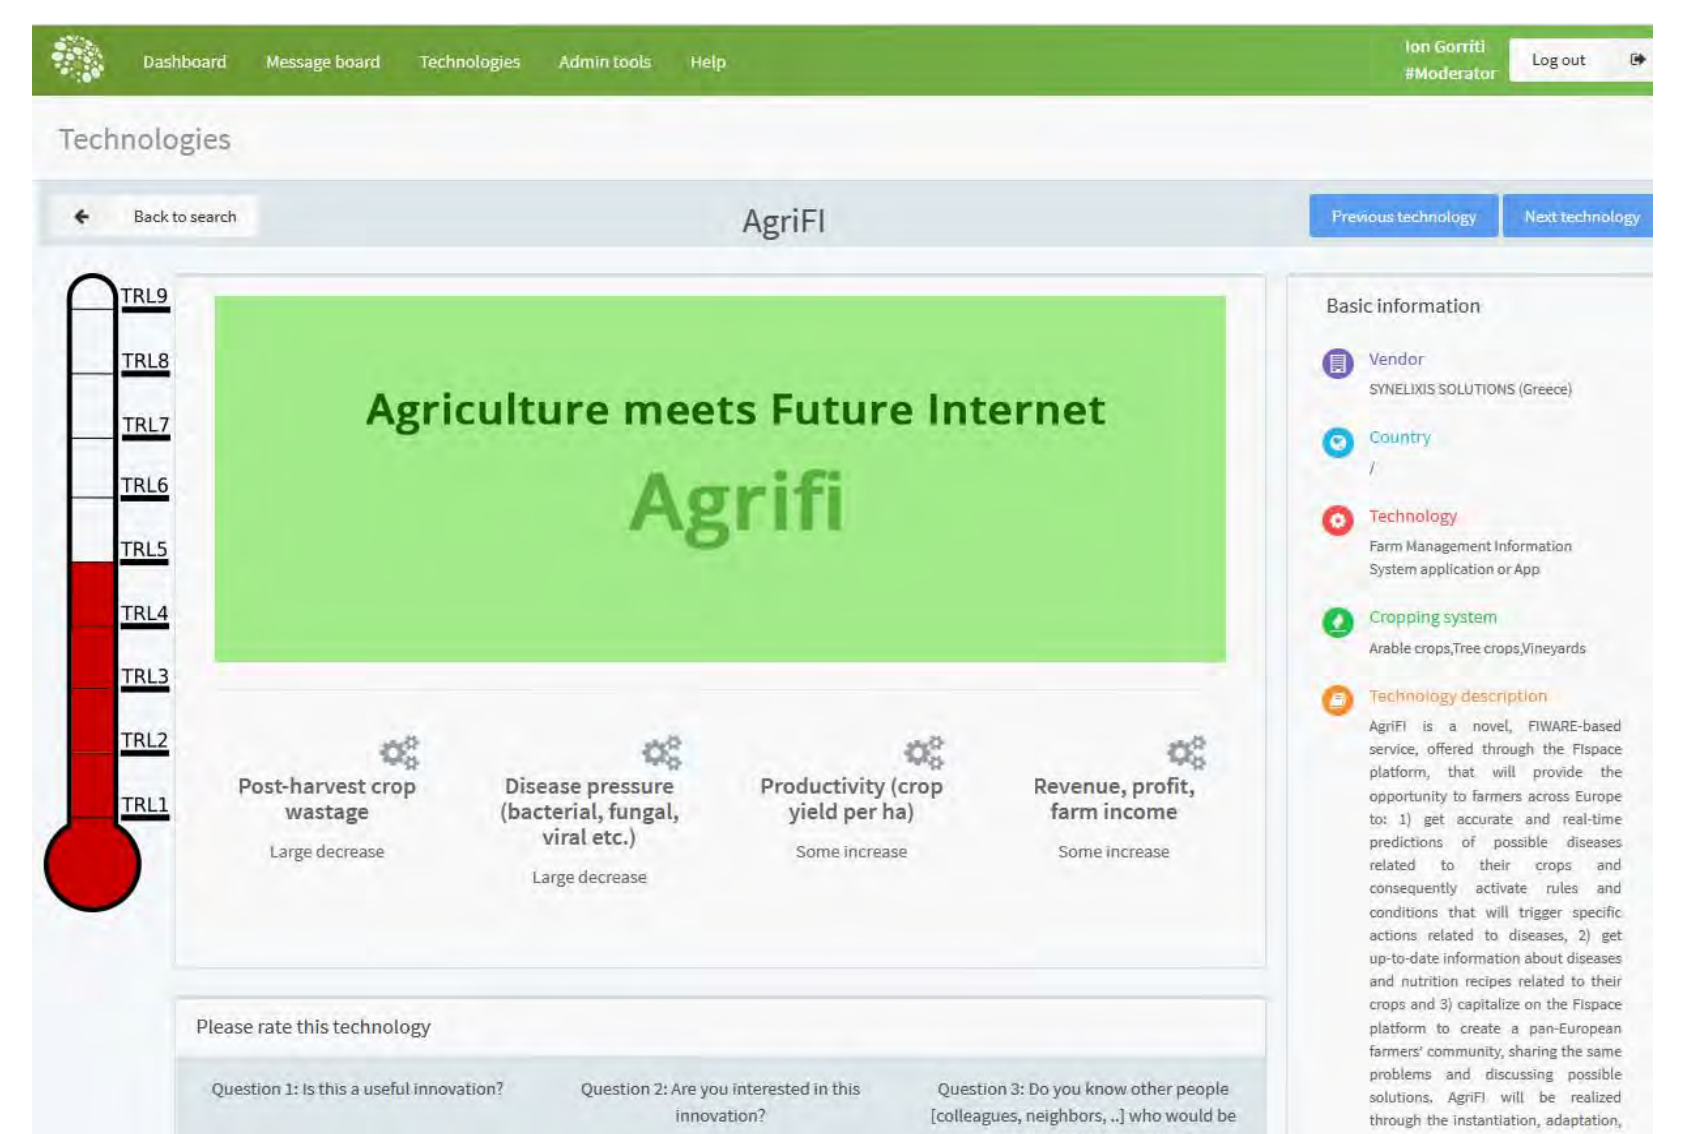 Dashboard Message board Technologies Admin tools Help
Ion Gorriti
#Moderator
Log out
Technologies
Back to search
AgriFI
Previous technology
Next technology
TRL9
TRL8
TRL7
TRL6
TRL5
TRL4
TRL3
TRL2
TRL1
Agriculture meets Future Internet
Agrifi
Post-harvest crop
wastage
Large decrease
Disease pressure
(bacterial, fungal,
viral etc.)
Large decrease
Productivity (crop
yield per ha)
Some increase
Revenue, profit,
farm income
Some increase
Please rate this technology
Question 1: Is this a useful innovation?
Question 2: Are you interested in this
innovation?
Question 3: Do you know other people
[colleagues, neighbors, ..] who would be
Basic information
Vendor
SYNELIXIS SOLUTIONS (Greece)
Country
/
Technology
Farm Management Information
System application or App
Cropping system
Arable crops,Tree crops,Vineyards
Technology description
AgriFI is a novel, FIWARE-based
service, offered through the FIspace
platform, that will provide the
opportunity to farmers across Europe
to: 1) get accurate and real-time
predictions of possible diseases
related to their crops and
consequently activate rules and
conditions that will trigger specific
actions related to diseases, 2) get
up-to-date information about diseases
and nutrition recipes related to their
crops and 3) capitalize on the FIspace
platform to create a pan-European
farmers' community, sharing the same
problems and discussing possible
solutions. AgriFI will be realized
through the instantiation, adaptation,